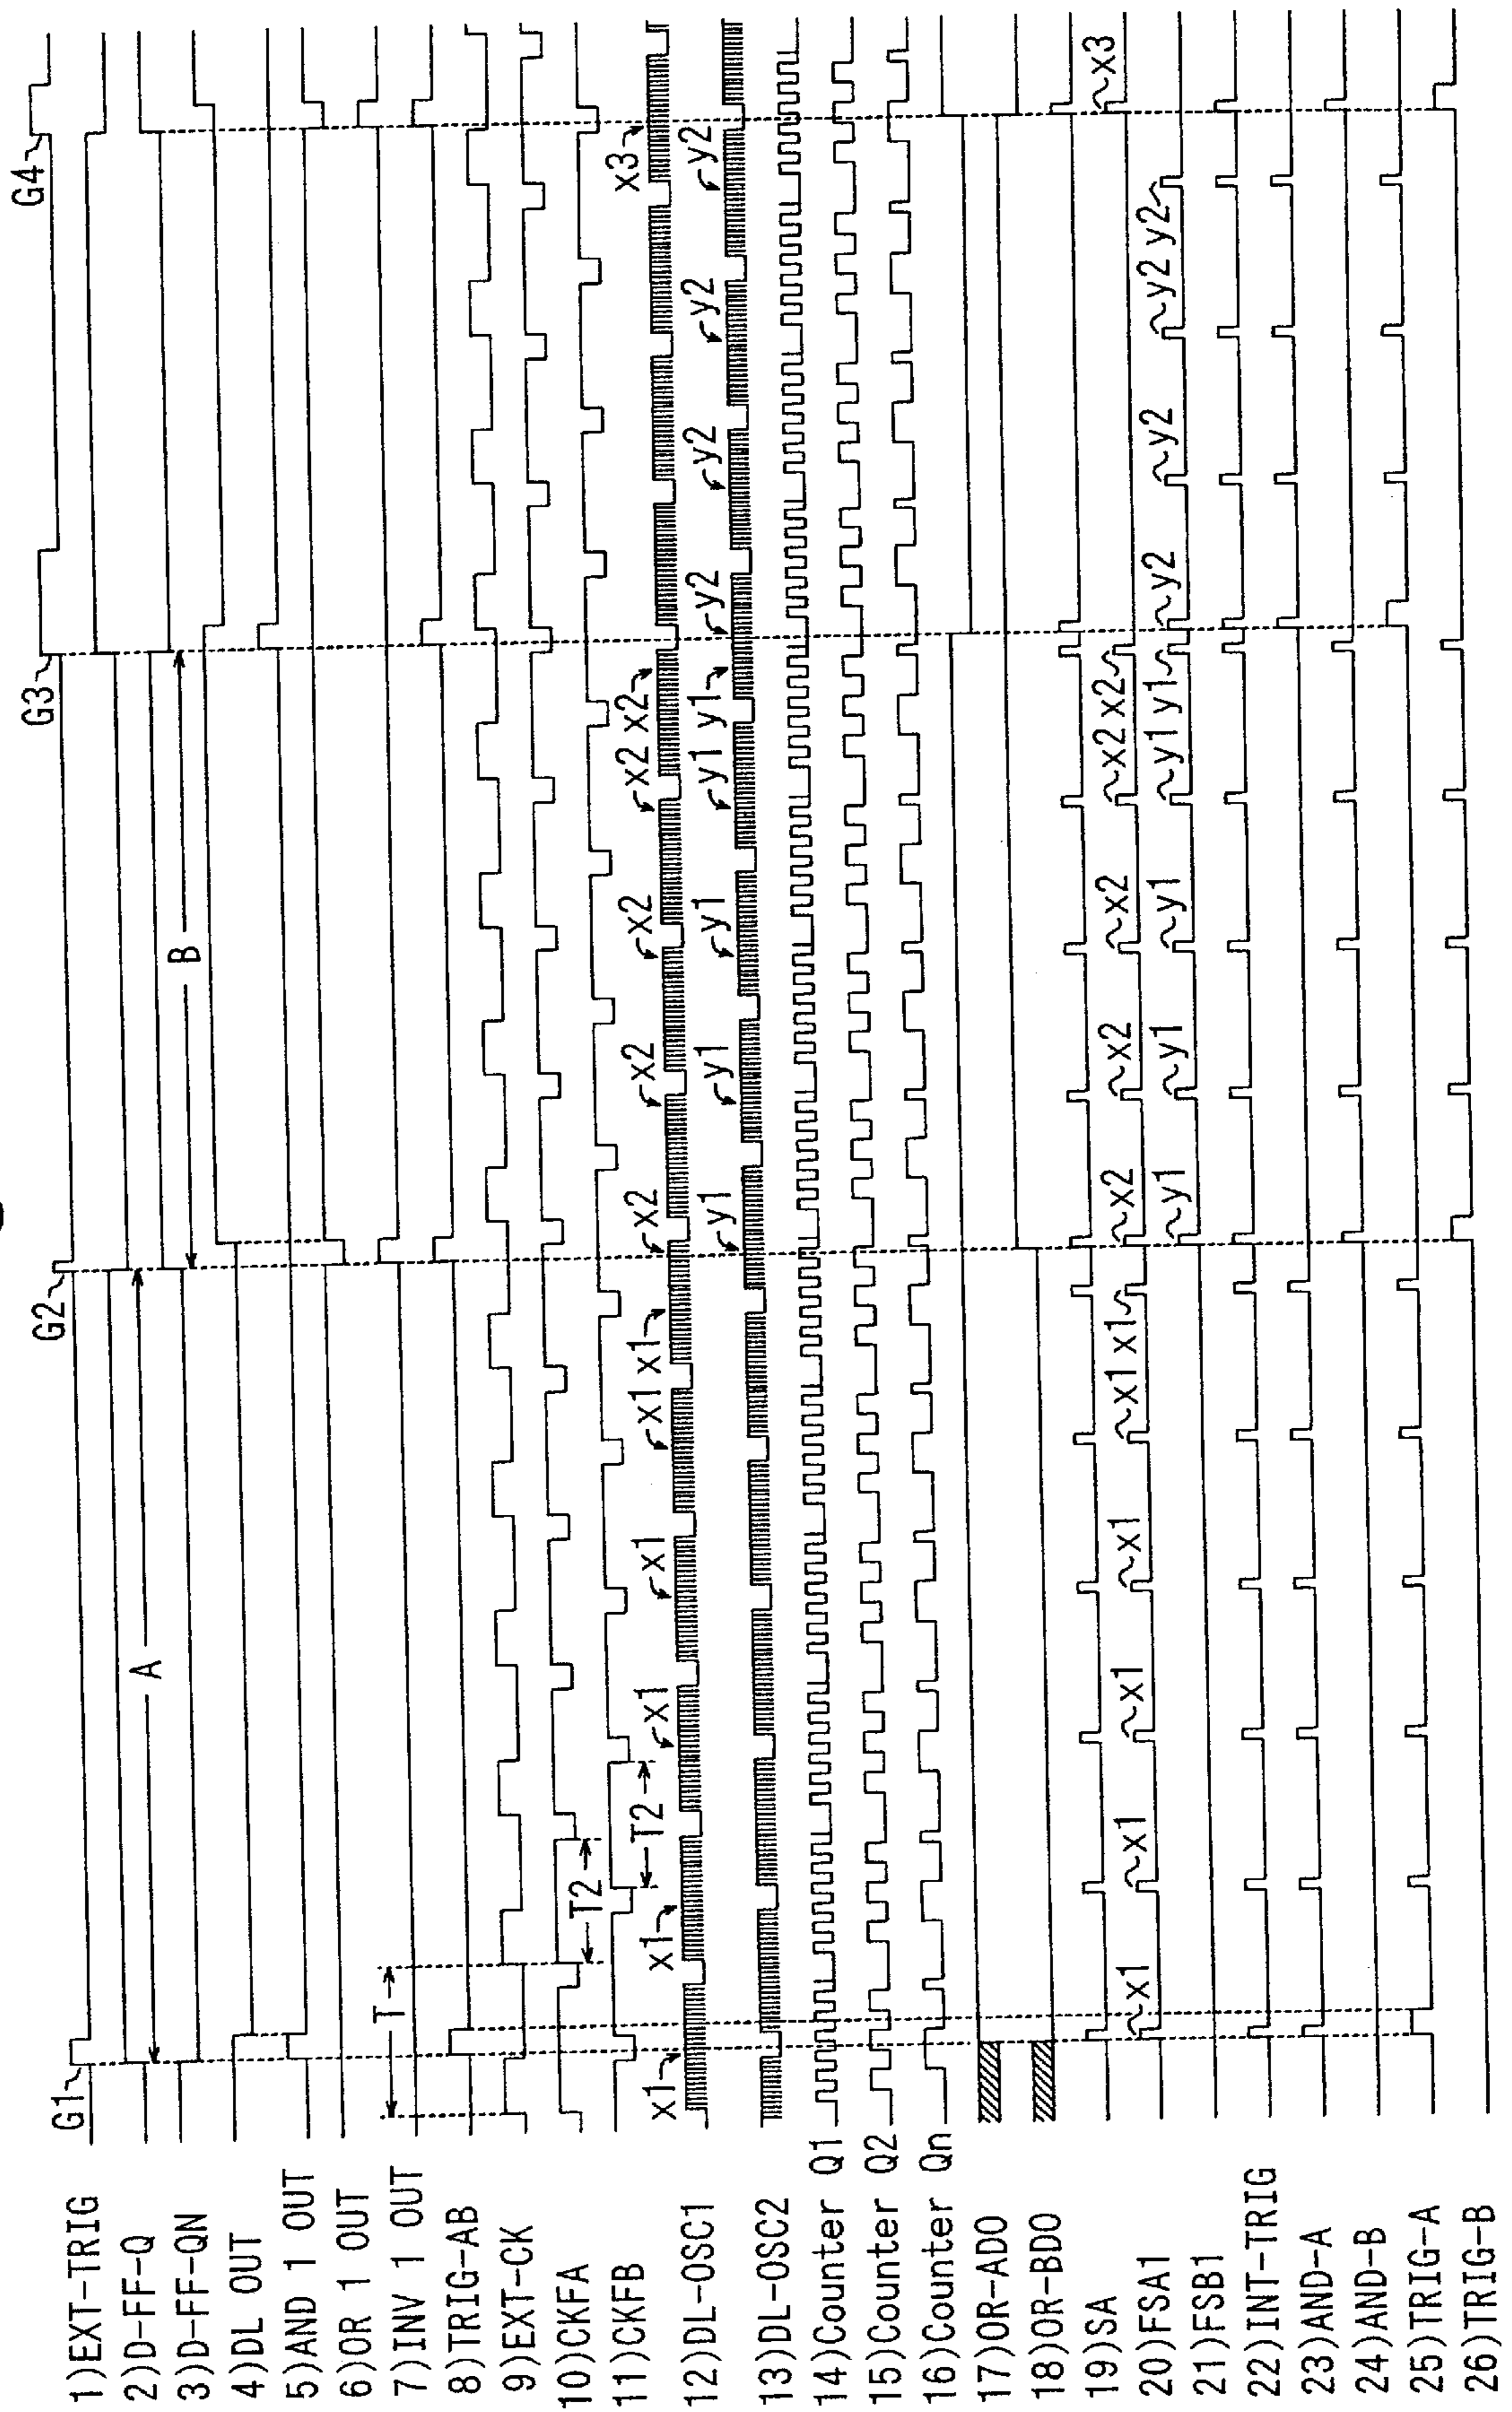 1)EXT-TRIG
2)D-FF-Q
3)D-FF-QN
4)DL OUT
5)AND 1 OUT
6)OR 1 OUT
7)INV 1 OUT
8)TRIG-AB
9)EXT-CK
10)CKFA
11)CKFB
12)DL-OSC1
13)DL-OSC2
14)Counter Q1
15)Counter Q2
16)Counter Qn
17)OR-ADO
18)OR-BDO
19)SA
20)FSA1
21)FSB1
22)INT-TRIG
23)AND-A
24)AND-B
25)TRIG-A
26)TRIG-B
G1 G2 G3 G4
A
B
T
T2
T2
x1 x1 x1 x1 x1 x1 x2 x2 x2 x2 x2 x3
y1 y1 y1 y1 y1 y2 y2 y2 y2
x1 x1 x1 x1 x1 x1 x2 x2 x2 x2 x2 x3
y1 y1 y1 y1 y1 y2 y2 y2 y2